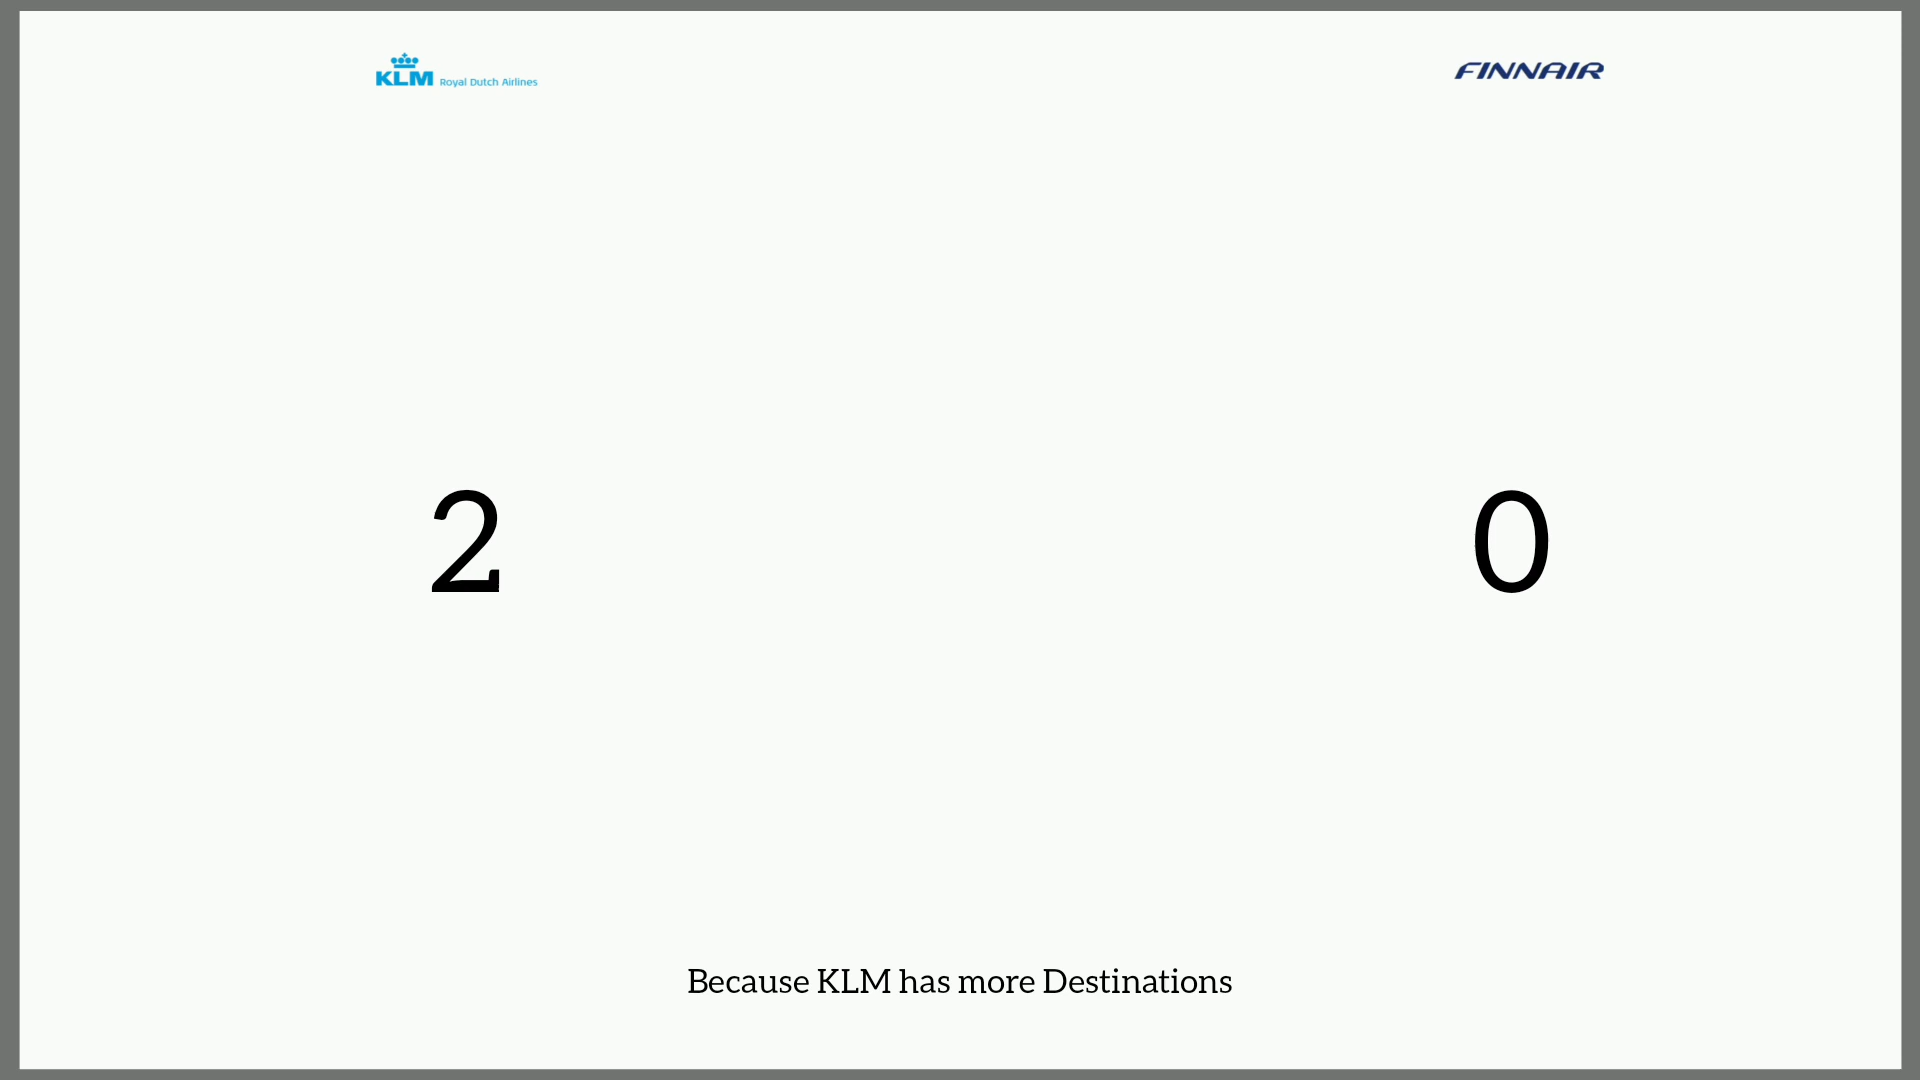 KLM Royal Dutch Airlines
FINNAIR
2
0
Because KLM has more Destinations